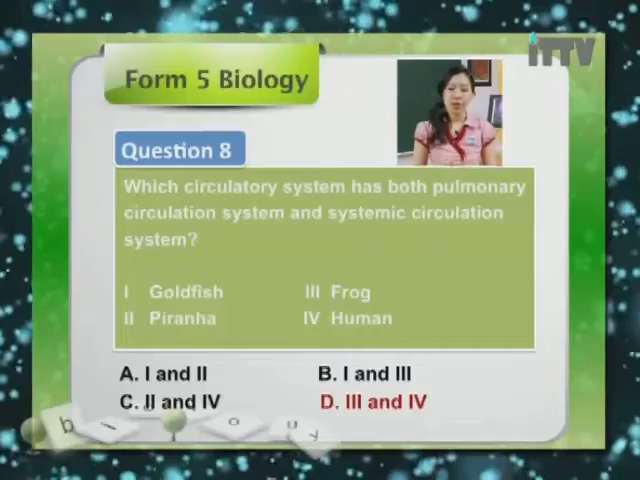 iTTV
Form 5 Biology
Question 8
Which circulatory system has both pulmonary
circulation system and systemic circulation
system?
I Goldfish III Frog
II Piranha IV Human
A. I and II B. I and III
C. II and IV D. III and IV
b i o y